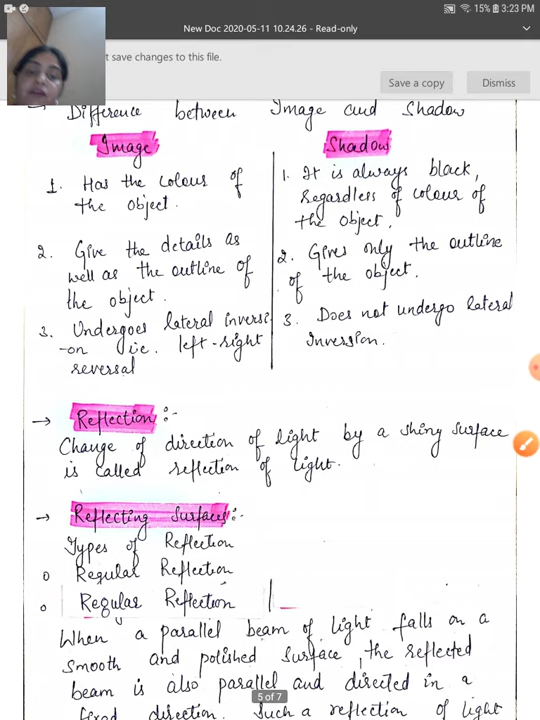 15% 3:23 PM
New Doc 2020-05-11 10.24.26 - Read-only
t save changes to this file.
Save a copy
Dismiss
→ Difference between Image and Shadow
Image
1. Has the colour of
the object.
2. Give the details as
well as the outline of
the object.
3. Undergoes lateral invers
-on i.e. left-right
reversal
Shadow
1. It is always black,
Regardless of colour of
the object.
2. Gives only the outline
of the object.
3. Does not undergo lateral
Inversion.
→ Reflection :-
Change of direction of light by a shiny surface
is called reflection of light.
→ Reflecting Surfaces :-
Types of Reflection
o Regular Reflection
o Regular Reflection
When a parallel beam of light falls on a
smooth and polished surface, the reflected
beam is also parallel and directed in a
fixed direction. Such a reflection of light
5 of 7